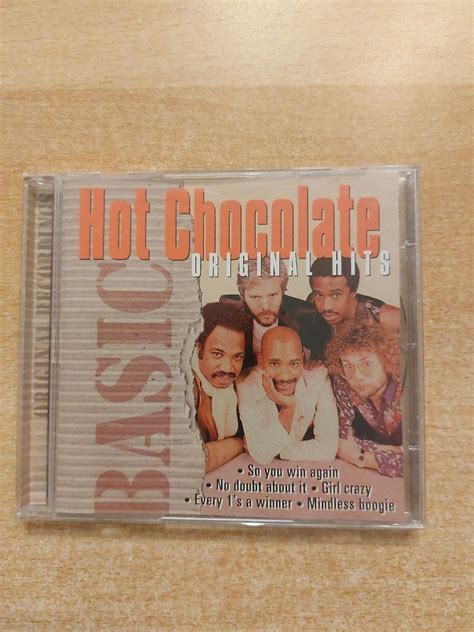 Hot Chocolate
ORIGINAL HITS
BASIC
ORIGINAL RECORDINGS
• So you win again
• No doubt about it • Girl crazy
• Every 1's a winner • Mindless boogie